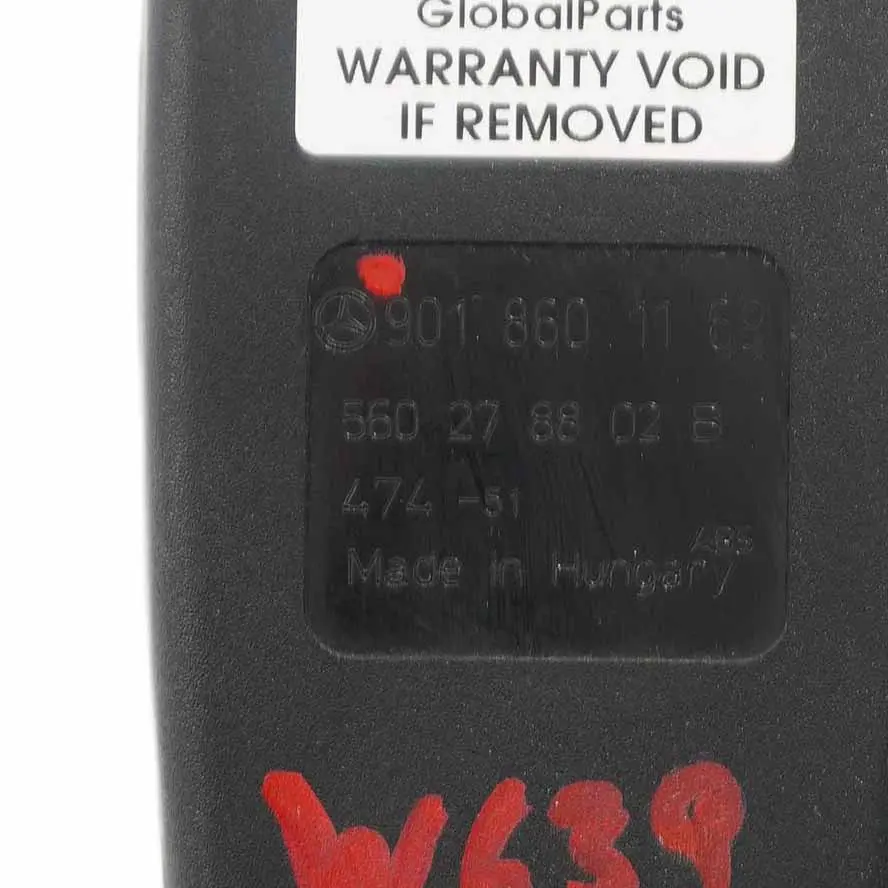 GlobalParts
WARRANTY VOID
IF REMOVED
901 860 11 69
560 27 88 02 B
474 -51
ABS
Made in Hungary
W639